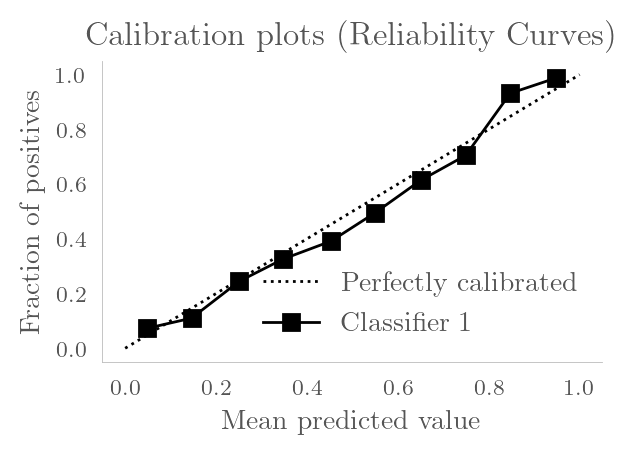 Calibration plots (Reliability Curves)
1.0
0.8
0.6
0.4
0.2
0.0
Fraction of positives
Perfectly calibrated
Classifier 1
0.0 0.2 0.4 0.6 0.8 1.0
Mean predicted value